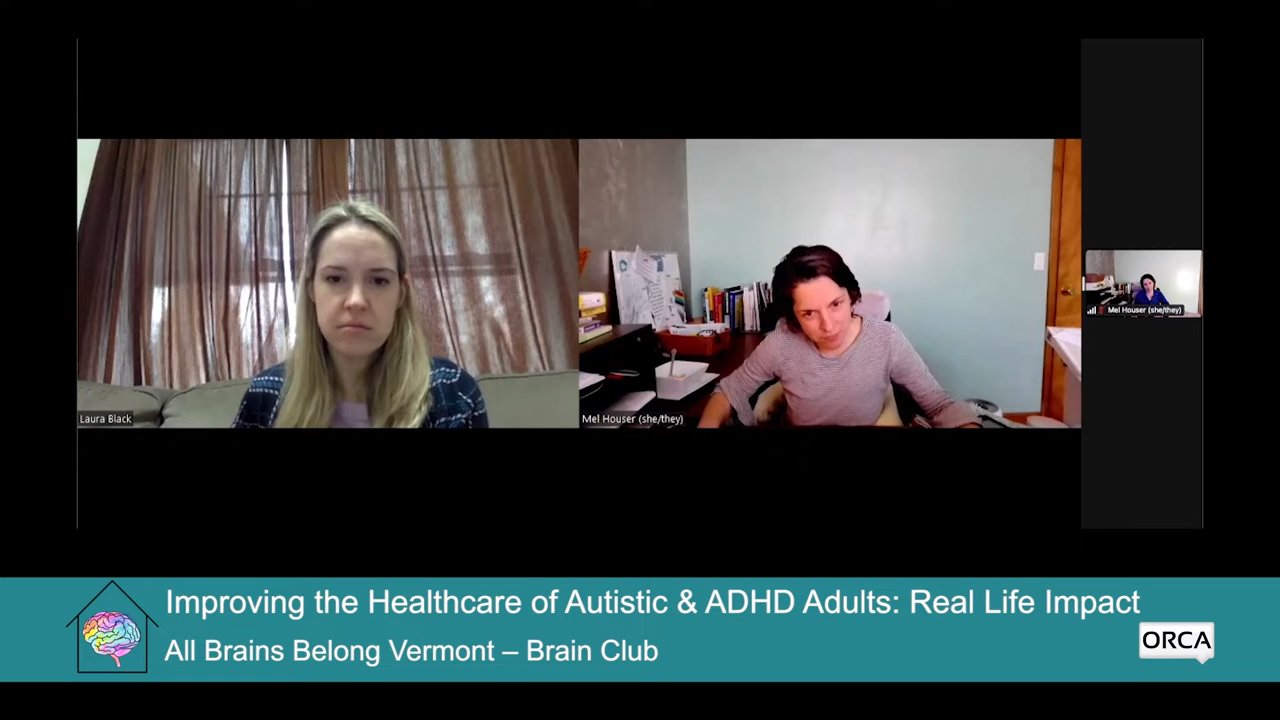 Laura Black
Mel Houser (she/they)
Mel Houser (she/they)
Improving the Healthcare of Autistic & ADHD Adults: Real Life Impact
All Brains Belong Vermont – Brain Club
ORCA